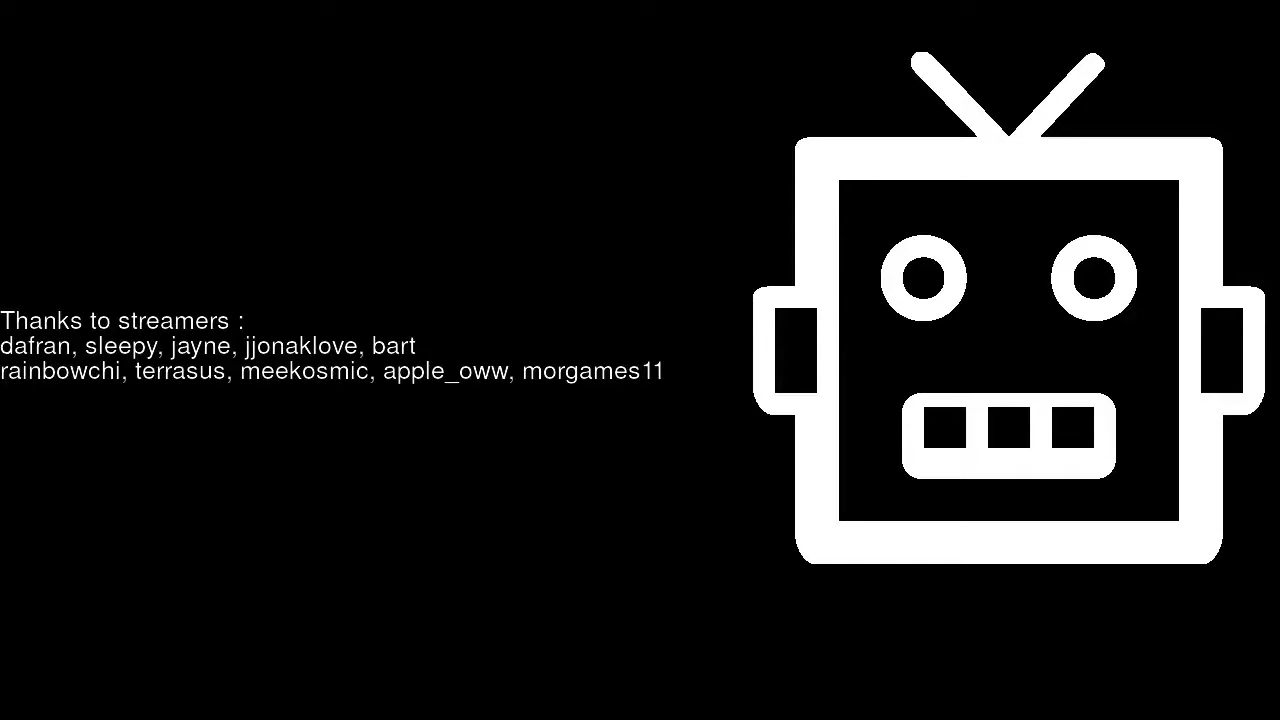 Thanks to streamers :
dafran, sleepy, jayne, jjonaklove, bart
rainbowchi, terrasus, meekosmic, apple_oww, morgames11